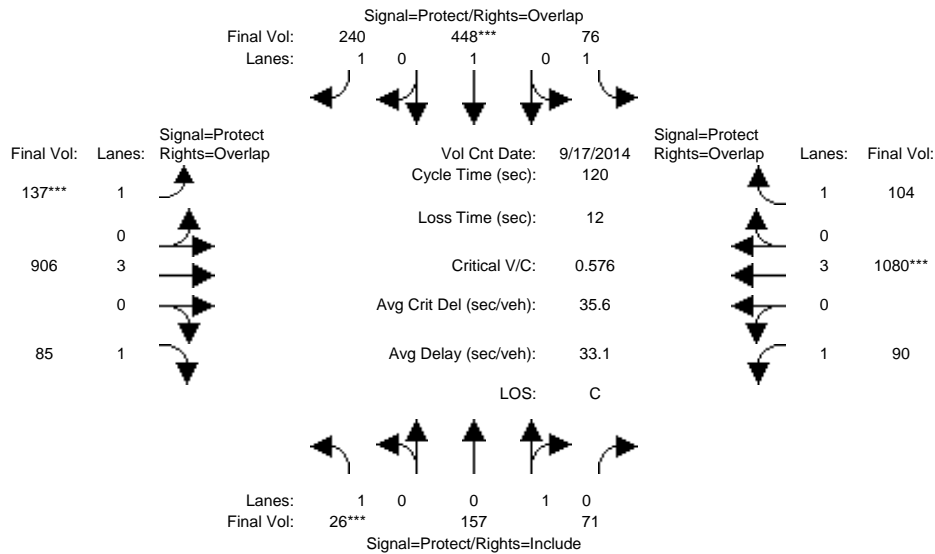 Signal=Protect/Rights=Overlap
Final Vol: 240 448*** 76
Lanes: 1 0 1 0 1
Signal=Protect Signal=Protect
Final Vol: Lanes: Rights=Overlap Vol Cnt Date: 9/17/2014 Rights=Overlap Lanes: Final Vol:
Cycle Time (sec): 120
137*** 1 1 104
Loss Time (sec): 12
0 0
906 3 Critical V/C: 0.576 3 1080***
0 Avg Crit Del (sec/veh): 35.6 0
85 1 Avg Delay (sec/veh): 33.1 1 90
LOS: C
Lanes: 1 0 0 1 0
Final Vol: 26*** 157 71
Signal=Protect/Rights=Include